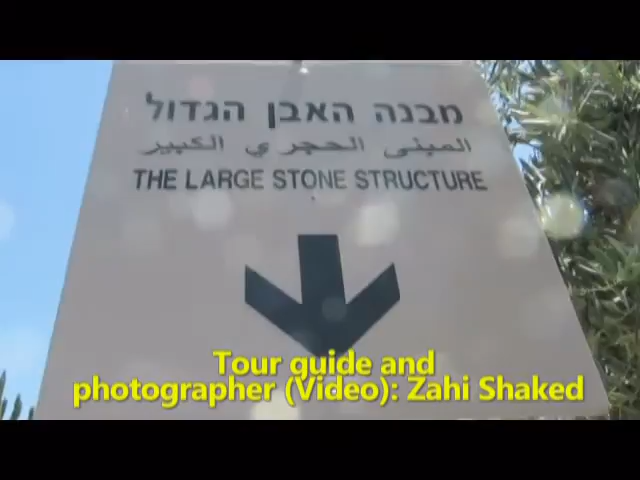 מבנה האבן הגדול
المبنى الحجري الكبير
THE LARGE STONE STRUCTURE
Tour guide and
photographer (Video): Zahi Shaked